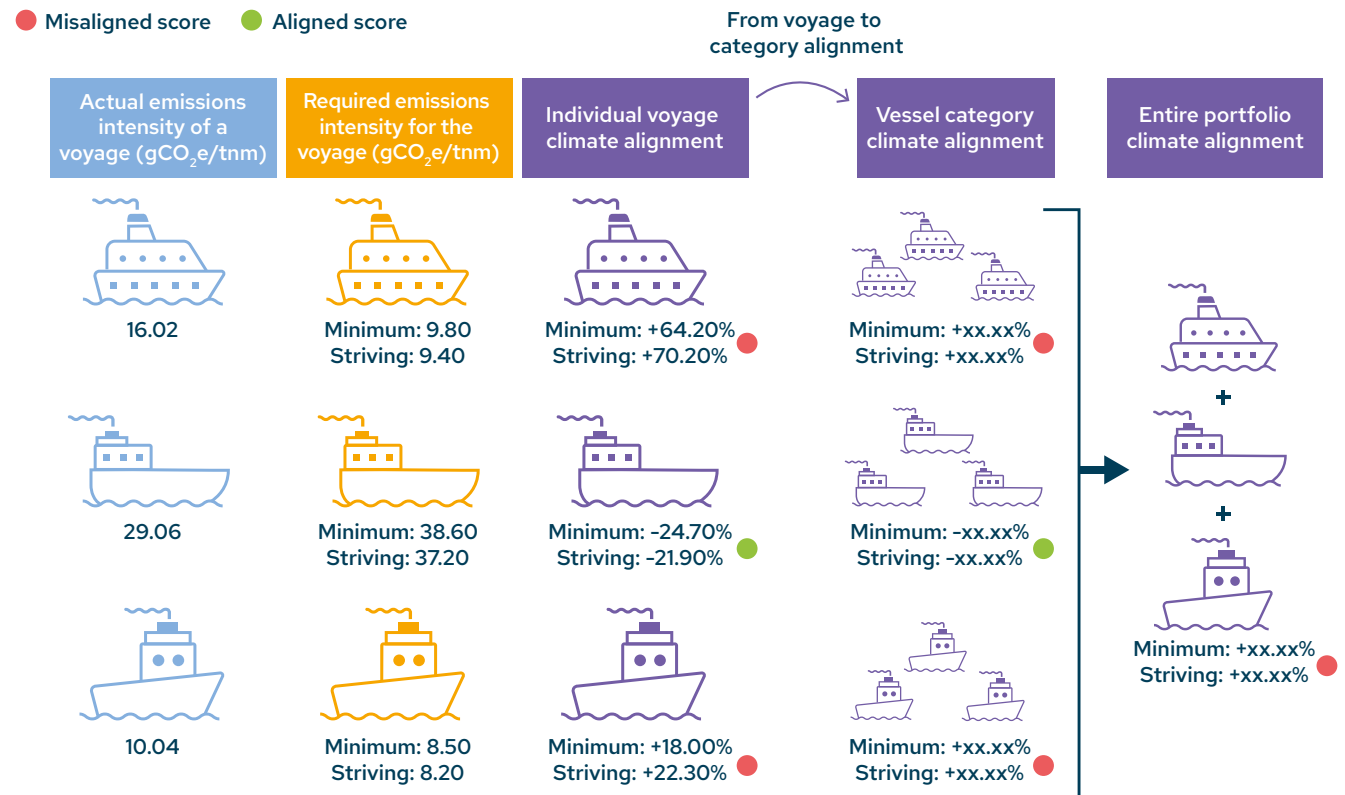 Misaligned score
Aligned score
From voyage to
category alignment
Actual emissions
intensity of a
voyage (gCO₂e/tnm)
Required emissions
intensity for the
voyage (gCO₂e/tnm)
Individual voyage
climate alignment
Vessel category
climate alignment
Entire portfolio
climate alignment
16.02
Minimum: 9.80
Striving: 9.40
Minimum: +64.20%
Striving: +70.20%
Minimum: +xx.xx%
Striving: +xx.xx%
+
29.06
Minimum: 38.60
Striving: 37.20
Minimum: -24.70%
Striving: -21.90%
Minimum: -xx.xx%
Striving: -xx.xx%
+
10.04
Minimum: 8.50
Striving: 8.20
Minimum: +18.00%
Striving: +22.30%
Minimum: +xx.xx%
Striving: +xx.xx%
Minimum: +xx.xx%
Striving: +xx.xx%